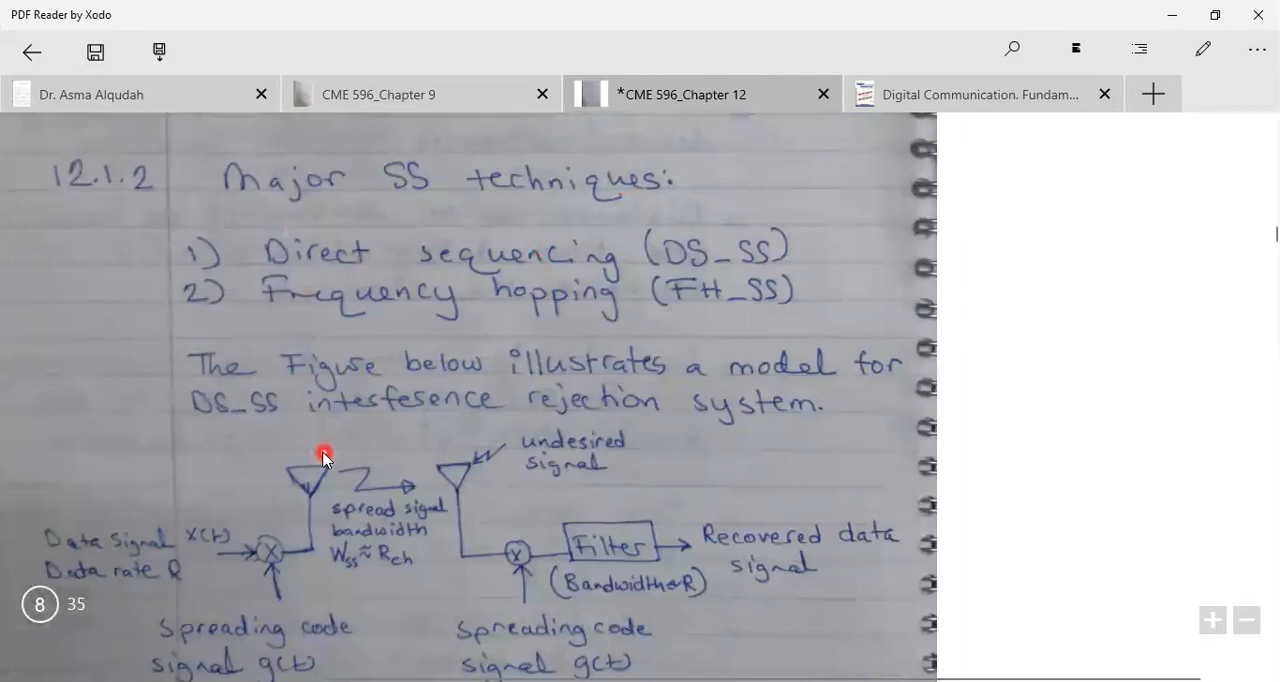 PDF Reader by Xodo
Dr. Asma Alqudah
CME 596_Chapter 9
*CME 596_Chapter 12
Digital Communication. Fundam...
12.1.2 Major SS techniques:
1) Direct sequencing (DS_SS)
2) Frequency hopping (FH_SS)
The Figure below illustrates a model for
DS_SS interfesence rejection system.
undesired
signal
spread signal
bandwidth
Wss ≈ Rch
Data signal x(t)
Data rate R
X
X
Filter
(Bandwidth≈R)
Recovered data
signal
Spreading code
signal g(t)
Spreading code
signal g(t)
8 35